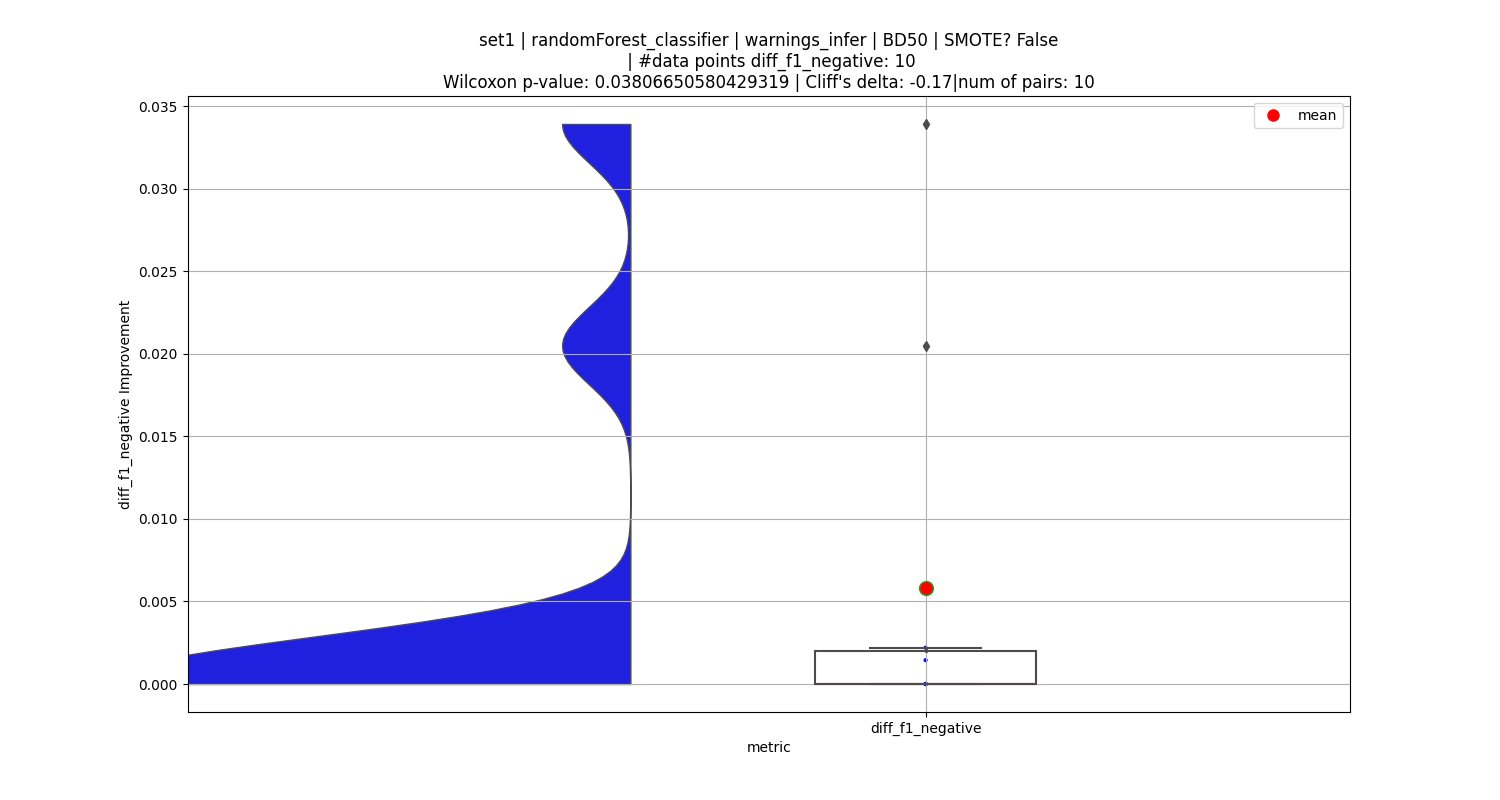 set1 | randomForest_classifier | warnings_infer | BD50 | SMOTE? False
| #data points diff_f1_negative: 10
Wilcoxon p-value: 0.03806650580429319 | Cliff's delta: -0.17|num of pairs: 10
mean
0.035
0.030
0.025
0.020
0.015
0.010
0.005
0.000
diff_f1_negative Improvement
diff_f1_negative
metric